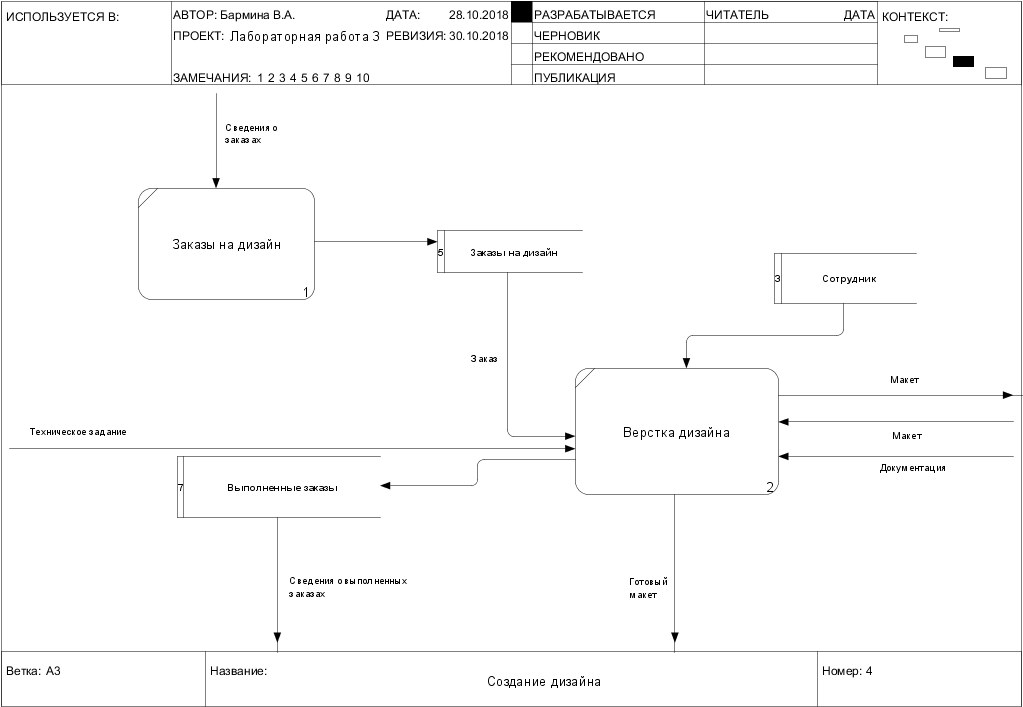 ИСПОЛЬЗУЕТСЯ В:
АВТОР: Бармина В.А.
ДАТА: 28.10.2018
РАЗРАБАТЫВАЕТСЯ
ЧИТАТЕЛЬ
ДАТА
КОНТЕКСТ:
ПРОЕКТ: Лабораторная работа 3
РЕВИЗИЯ: 30.10.2018
ЧЕРНОВИК
РЕКОМЕНДОВАНО
ЗАМЕЧАНИЯ: 1 2 3 4 5 6 7 8 9 10
ПУБЛИКАЦИЯ
Сведения о
заказах
Заказы на дизайн
1
5
Заказы на дизайн
3
Сотрудник
Заказ
Макет
Техническое задание
Верстка дизайна
2
Макет
Документация
7
Выполненные заказы
Сведения о выполненных
заказах
Готовый
макет
Ветка: A3
Название:
Создание дизайна
Номер: 4